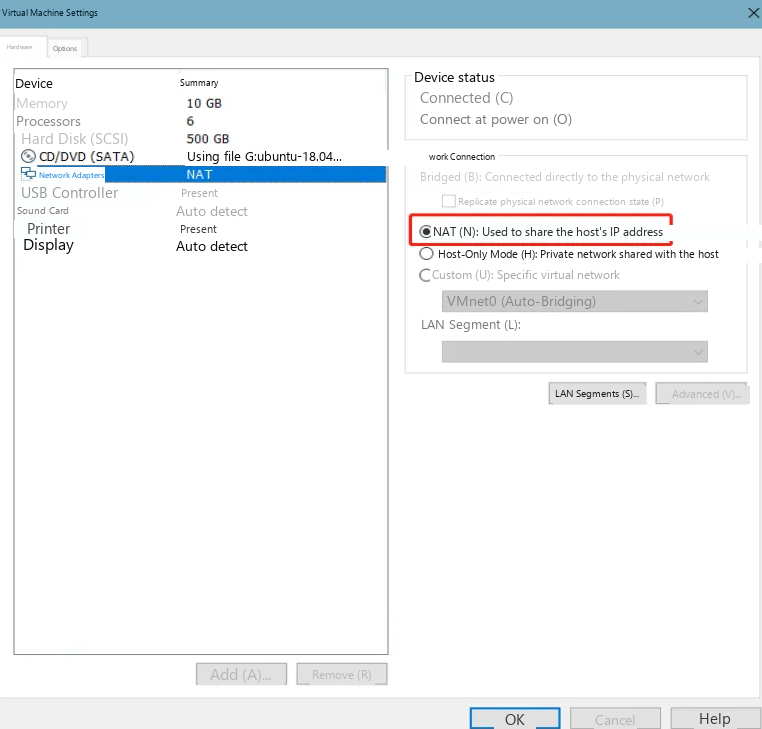 Virtual Machine Settings
Hardware
Options
Device Summary
Memory 10 GB
Processors 6
Hard Disk (SCSI) 500 GB
CD/DVD (SATA) Using file G:ubuntu-18.04...
Network Adapters NAT
USB Controller Present
Sound Card Auto detect
Printer Present
Display Auto detect
Add (A)...
Remove (R)
Device status
Connected (C)
Connect at power on (O)
work Connection
Bridged (B): Connected directly to the physical network
Replicate physical network connection state (P)
NAT (N): Used to share the host's IP address
Host-Only Mode (H): Private network shared with the host
Custom (U): Specific virtual network
VMnet0 (Auto-Bridging)
LAN Segment (L):
LAN Segments (S)...
Advanced (V)...
OK
Cancel
Help